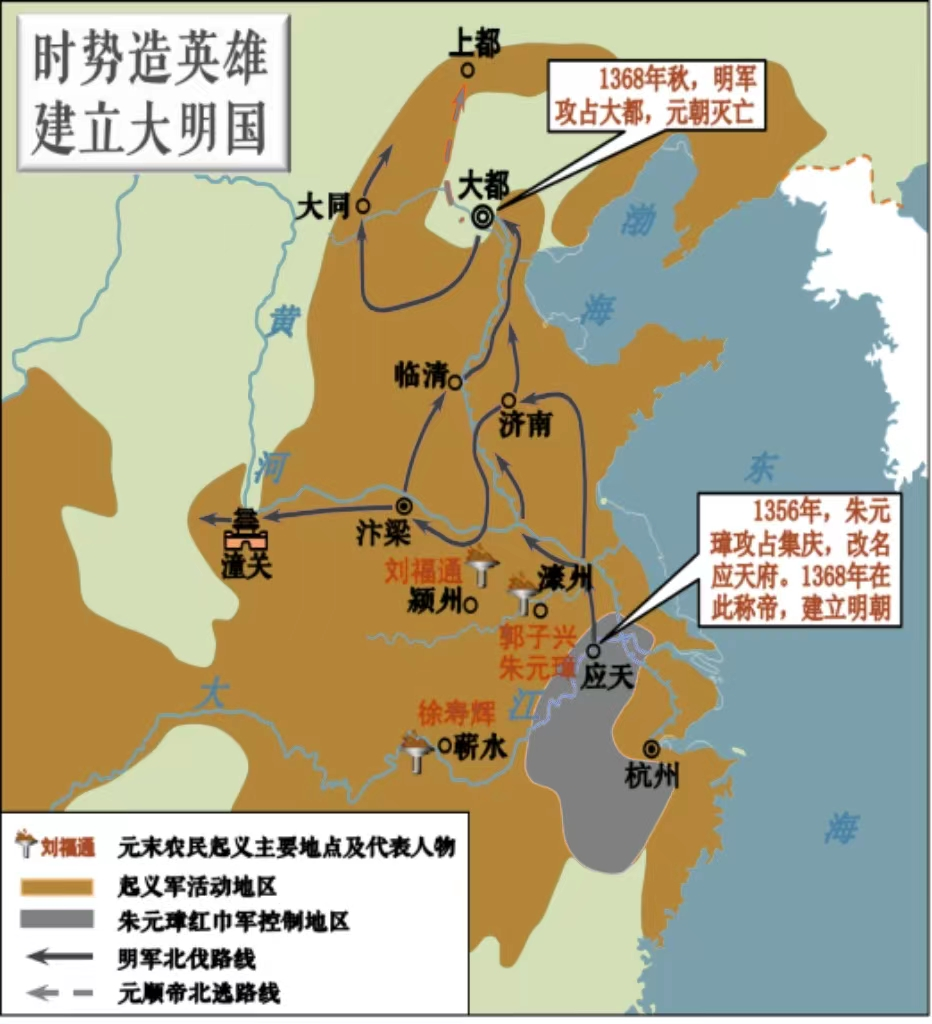 时势造英雄
建立大明国
上都
1368年秋，明军
攻占大都，元朝灭亡
大都
大同
渤
海
黄
临清
济南
河
东
汴梁
潼关
1356年，朱元
璋攻占集庆，改名
应天府。1368年在
此称帝，建立明朝
刘福通
颍州
濠州
郭子兴
朱元璋
应天
大
江
徐寿辉
蕲水
杭州
海
刘福通 元末农民起义主要地点及代表人物
起义军活动地区
朱元璋红巾军控制地区
明军北伐路线
元顺帝北逃路线